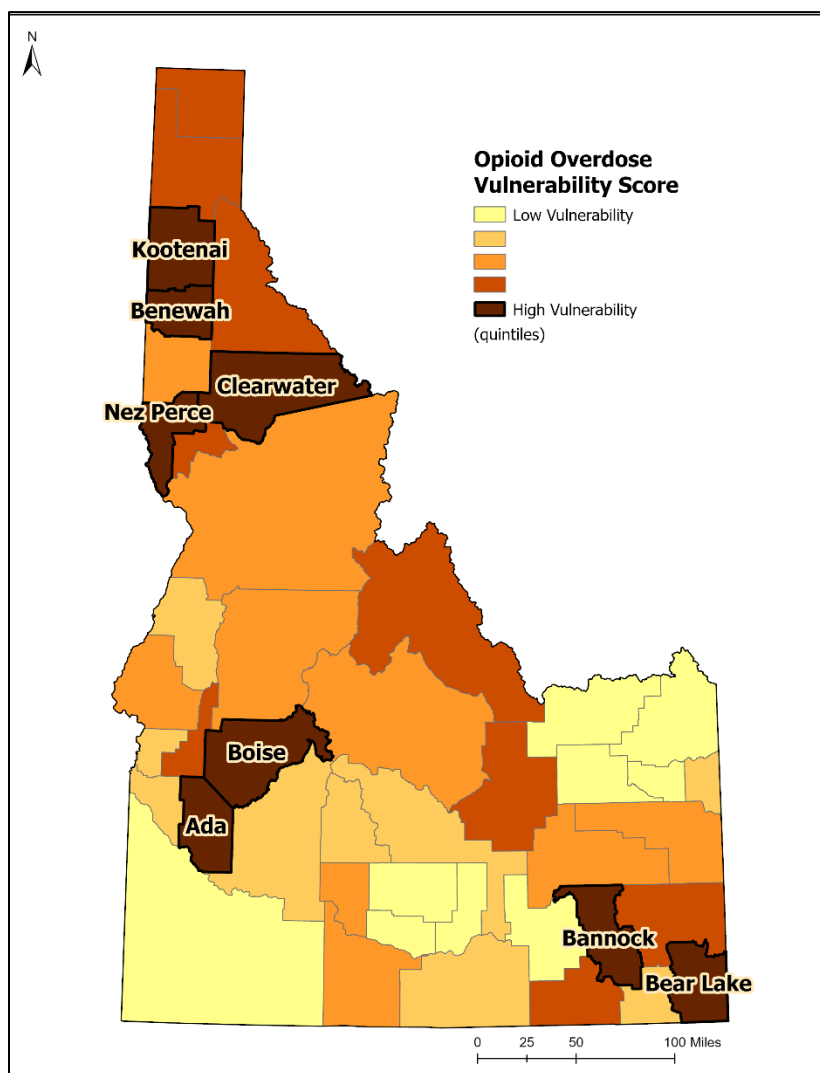 N
Opioid Overdose
Vulnerability Score
Low Vulnerability
High Vulnerability
(quintiles)
Kootenai
Benewah
Clearwater
Nez Perce
Boise
Ada
Bannock
Bear Lake
0 25 50 100 Miles